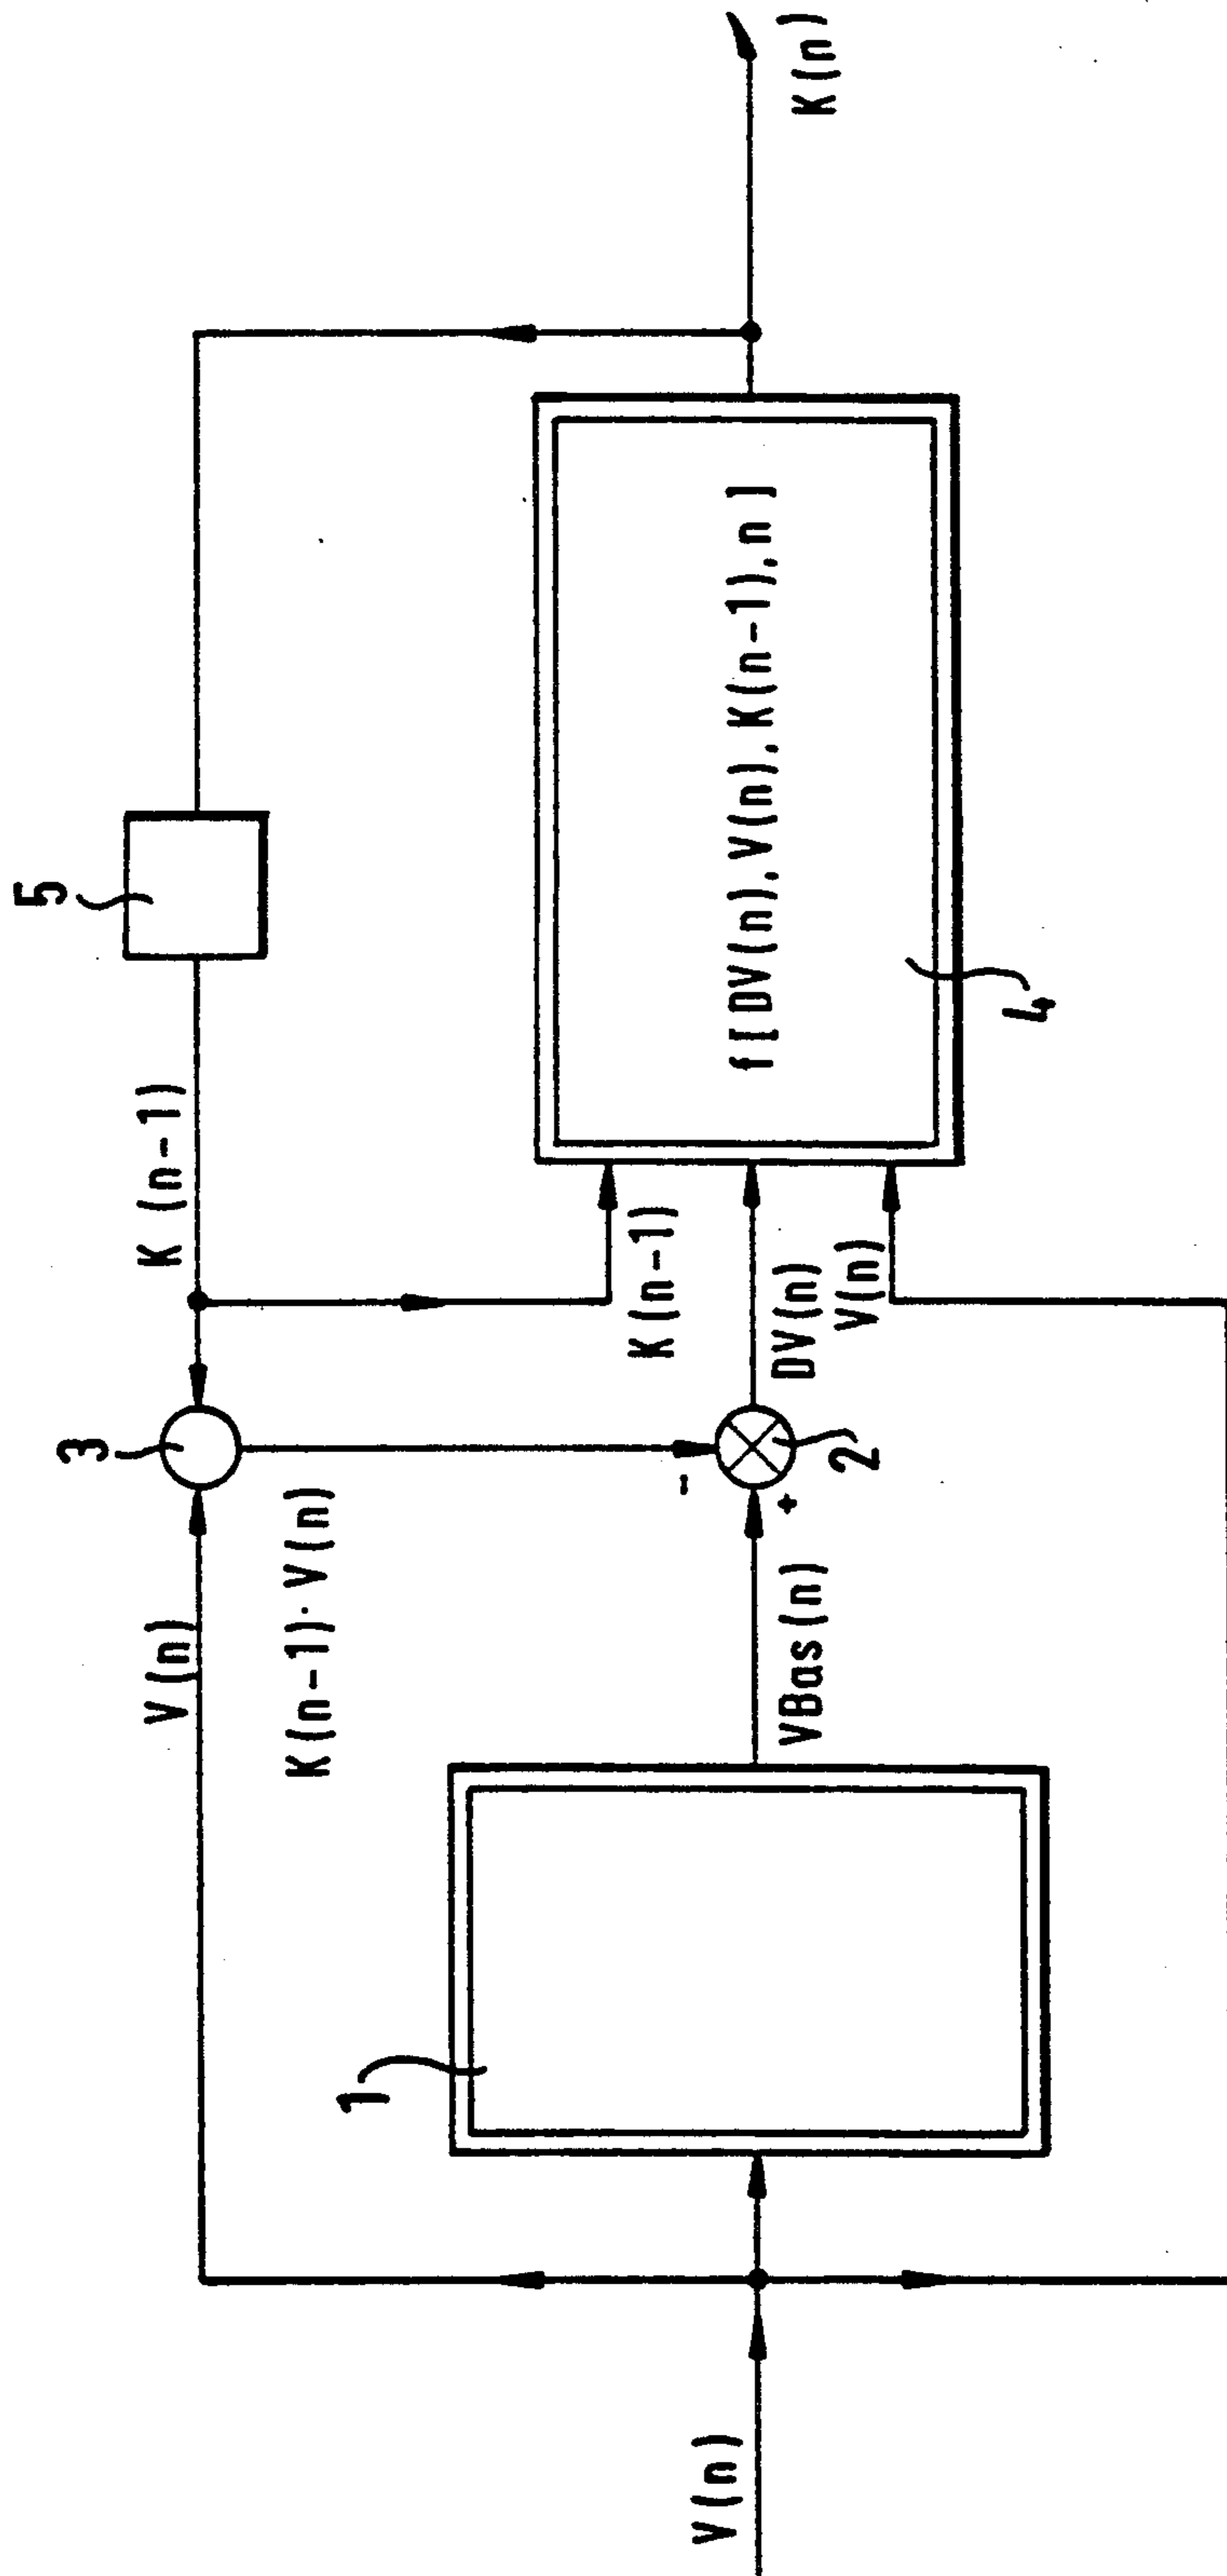 5
K (n-1)
3
V(n)
K(n-1)·V(n)
K(n-1)
-
2
+
DV(n)
V(n)
VBas(n)
1
V(n)
f[DV(n),V(n),K(n-1),n]
4
K(n)